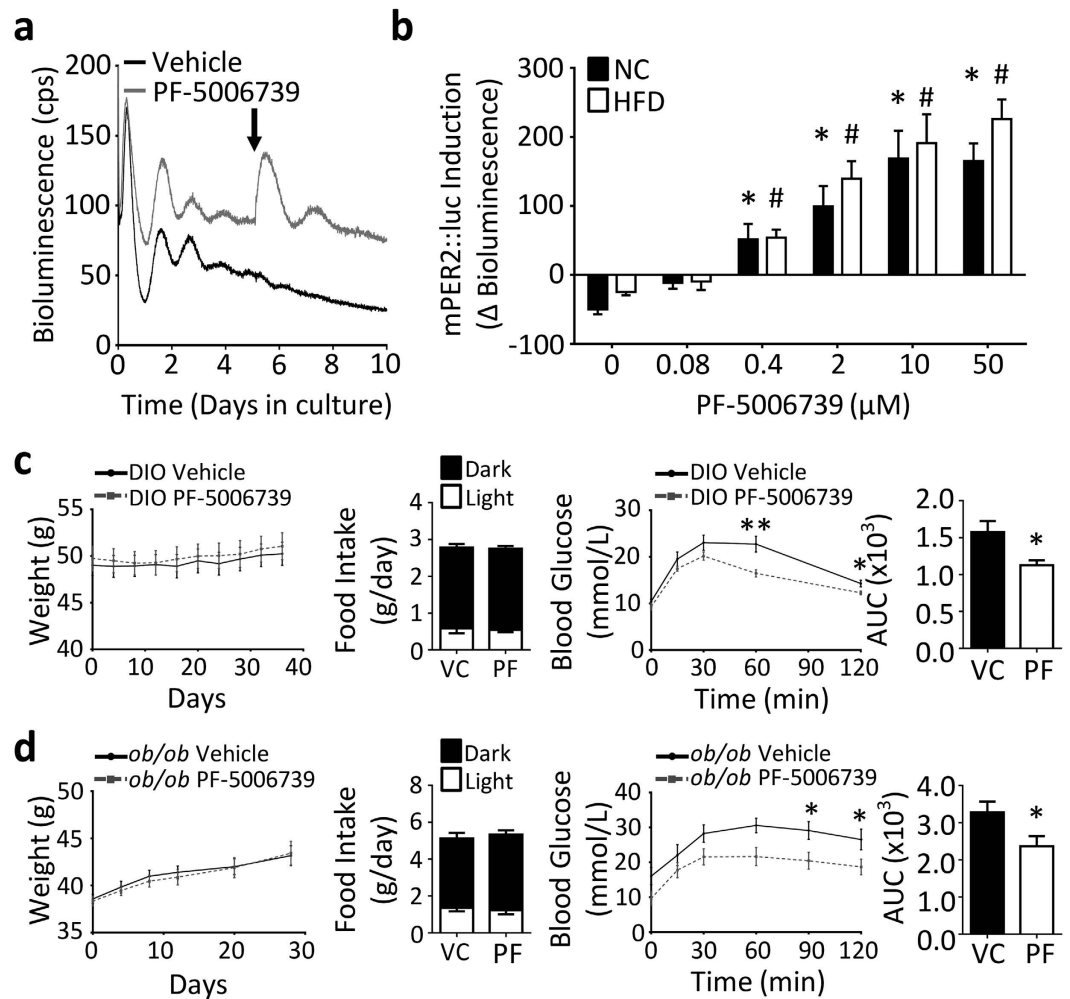 a
Vehicle
PF-5006739
Bioluminescence (cps)
200
150
100
50
0
0 2 4 6 8 10
Time (Days in culture)
b
NC
HFD
mPER2::luc Induction
(Δ Bioluminescence)
300
200
100
0
-100
* # * # * # * #
0 0.08 0.4 2 10 50
PF-5006739 (μM)
c
DIO Vehicle
DIO PF-5006739
Weight (g)
55
50
45
40
0 10 20 30 40
Days
Dark
Light
Food Intake
(g/day)
4
3
2
1
0
VC PF
DIO Vehicle
DIO PF-5006739
Blood Glucose
(mmol/L)
30
20
10
0
** *
0 30 60 90 120
Time (min)
AUC (x10³)
2.0
1.5
1.0
0.5
0.0
*
VC PF
d
ob/ob Vehicle
ob/ob PF-5006739
Weight (g)
50
45
40
35
0 10 20 30
Days
Dark
Light
Food Intake
(g/day)
8
6
4
2
0
VC PF
ob/ob Vehicle
ob/ob PF-5006739
Blood Glucose
(mmol/L)
40
30
20
10
0
* *
0 30 60 90 120
Time (min)
AUC (x10³)
4.0
3.0
2.0
1.0
0.0
*
VC PF